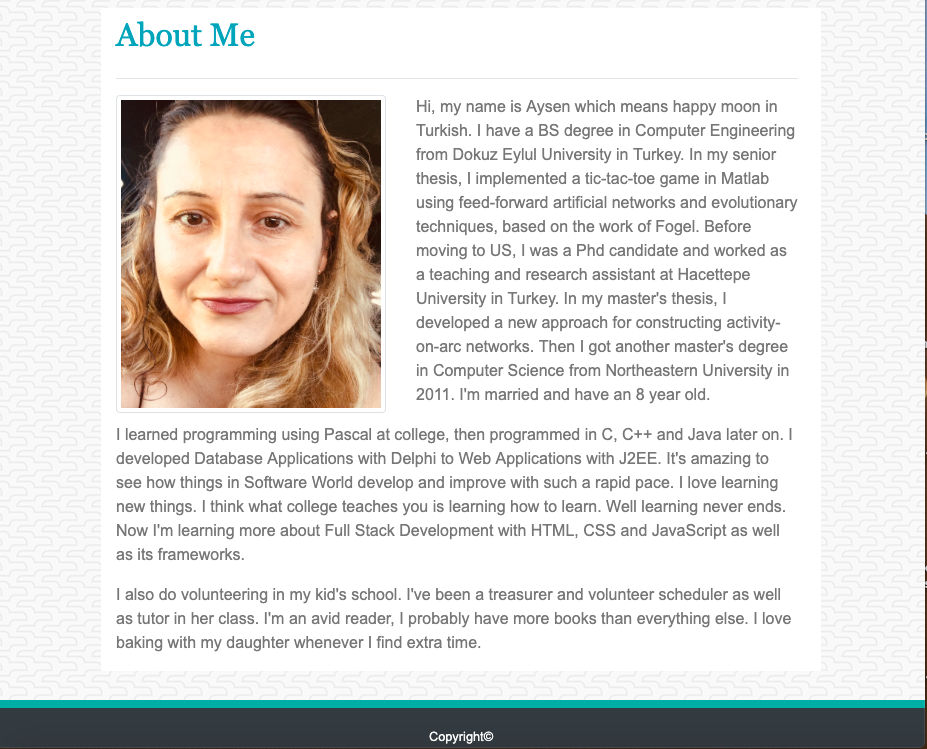 About Me
Hi, my name is Aysen which means happy moon in
Turkish. I have a BS degree in Computer Engineering
from Dokuz Eylul University in Turkey. In my senior
thesis, I implemented a tic-tac-toe game in Matlab
using feed-forward artificial networks and evolutionary
techniques, based on the work of Fogel. Before
moving to US, I was a Phd candidate and worked as
a teaching and research assistant at Hacettepe
University in Turkey. In my master's thesis, I
developed a new approach for constructing activity-
on-arc networks. Then I got another master's degree
in Computer Science from Northeastern University in
2011. I'm married and have an 8 year old.
I learned programming using Pascal at college, then programmed in C, C++ and Java later on. I
developed Database Applications with Delphi to Web Applications with J2EE. It's amazing to
see how things in Software World develop and improve with such a rapid pace. I love learning
new things. I think what college teaches you is learning how to learn. Well learning never ends.
Now I'm learning more about Full Stack Development with HTML, CSS and JavaScript as well
as its frameworks.
I also do volunteering in my kid's school. I've been a treasurer and volunteer scheduler as well
as tutor in her class. I'm an avid reader, I probably have more books than everything else. I love
baking with my daughter whenever I find extra time.
Copyright©